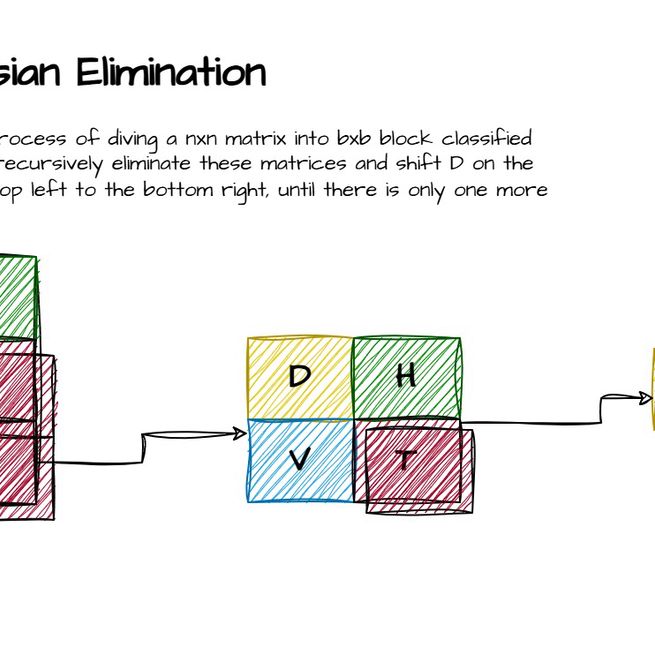 sian Elimination
rocess of diving a nxn matrix into bxb block classified
recursively eliminate these matrices and shift D on the
op left to the bottom right, until there is only one more
D H
V T